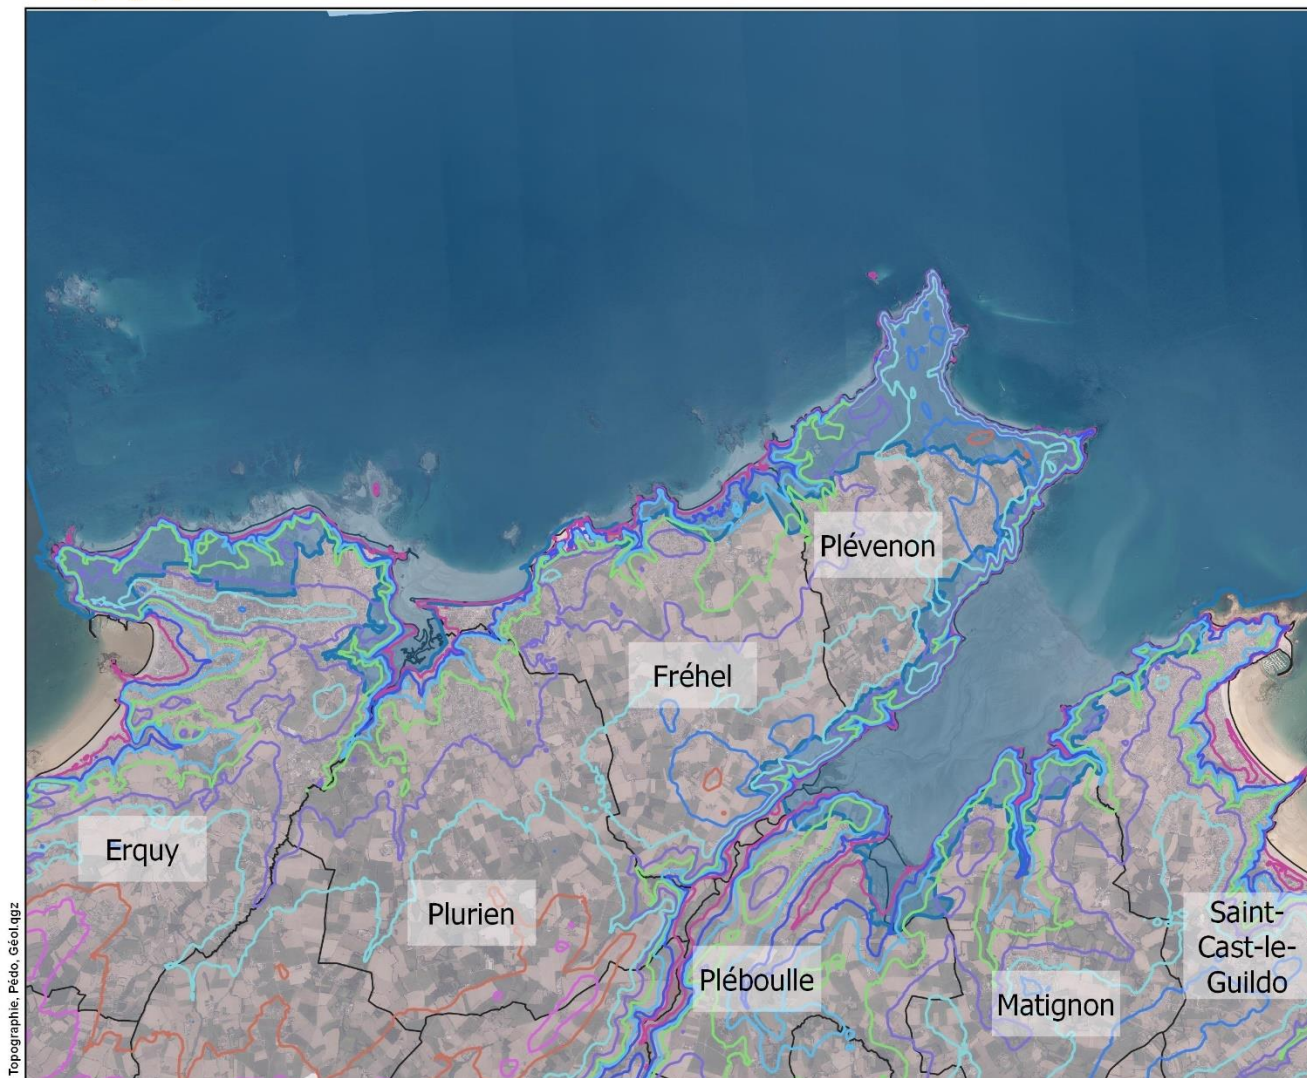 Plévenon
Fréhel
Erquy
Plurien
Pléboulle
Matignon
Saint-
Cast-le-
Guildo
Topographie, Pédo, Géol.qgz